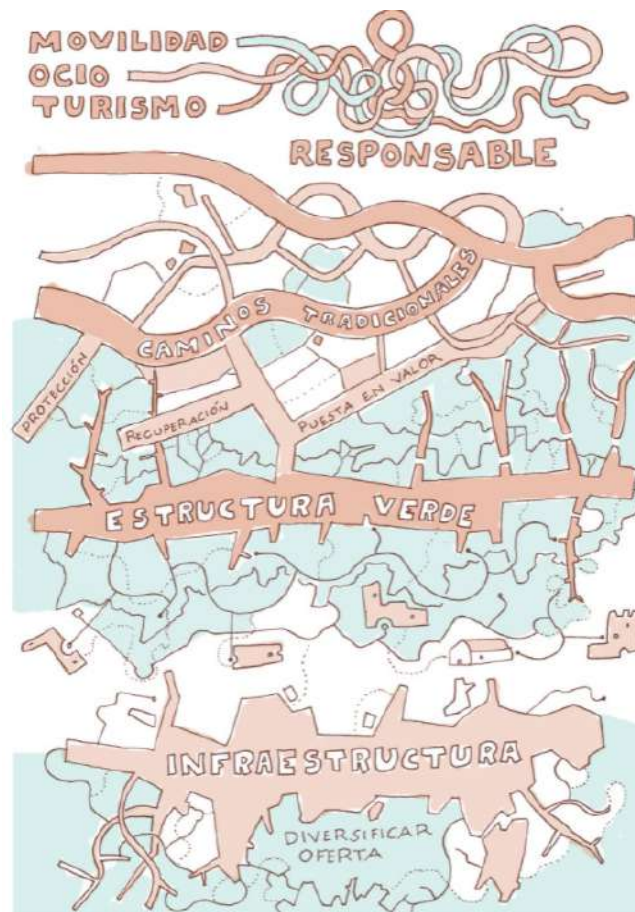 MOVILIDAD
OCIO
TURISMO
RESPONSABLE
CAMINOS TRADICIONALES
PROTECCIÓN
RECUPERACIÓN
PUESTA EN VALOR
ESTRUCTURA VERDE
INFRAESTRUCTURA
DIVERSIFICAR
OFERTA